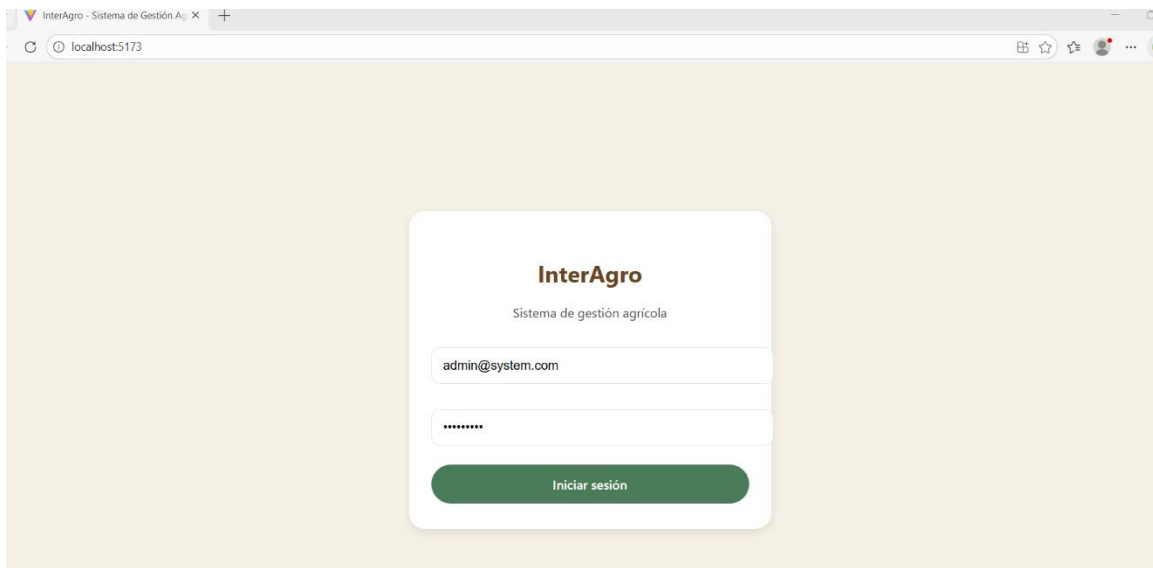 InterAgro - Sistema de Gestión Ag
localhost:5173
InterAgro
Sistema de gestión agrícola
admin@system.com
•••••••••
Iniciar sesión